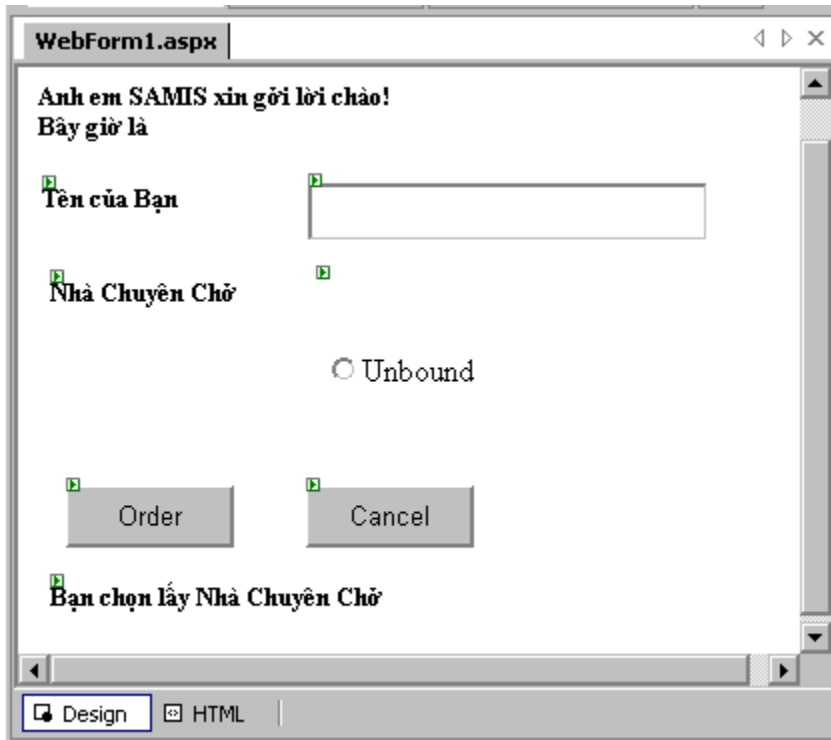 WebForm1.aspx
Anh em SAMIS xin gởi lời chào!
Bây giờ là
Tên của Bạn
Nhà Chuyên Chở
Unbound
Order Cancel
Bạn chọn lấy Nhà Chuyên Chở
Design HTML